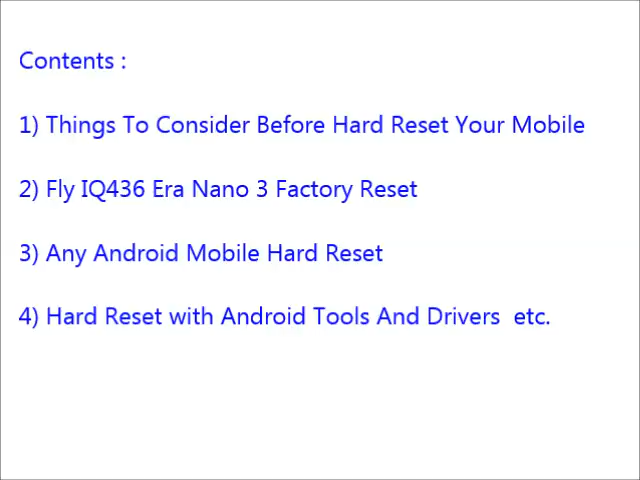 Contents :
1) Things To Consider Before Hard Reset Your Mobile
2) Fly IQ436 Era Nano 3 Factory Reset
3) Any Android Mobile Hard Reset
4) Hard Reset with Android Tools And Drivers  etc.